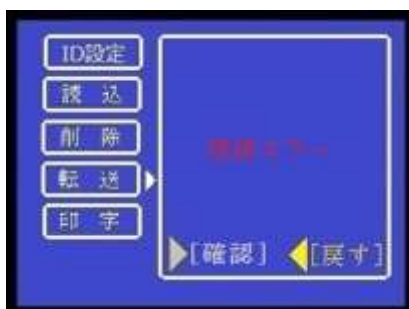 ID設定
読 込
削 除
転 送
印 字
[確認] [戻す]